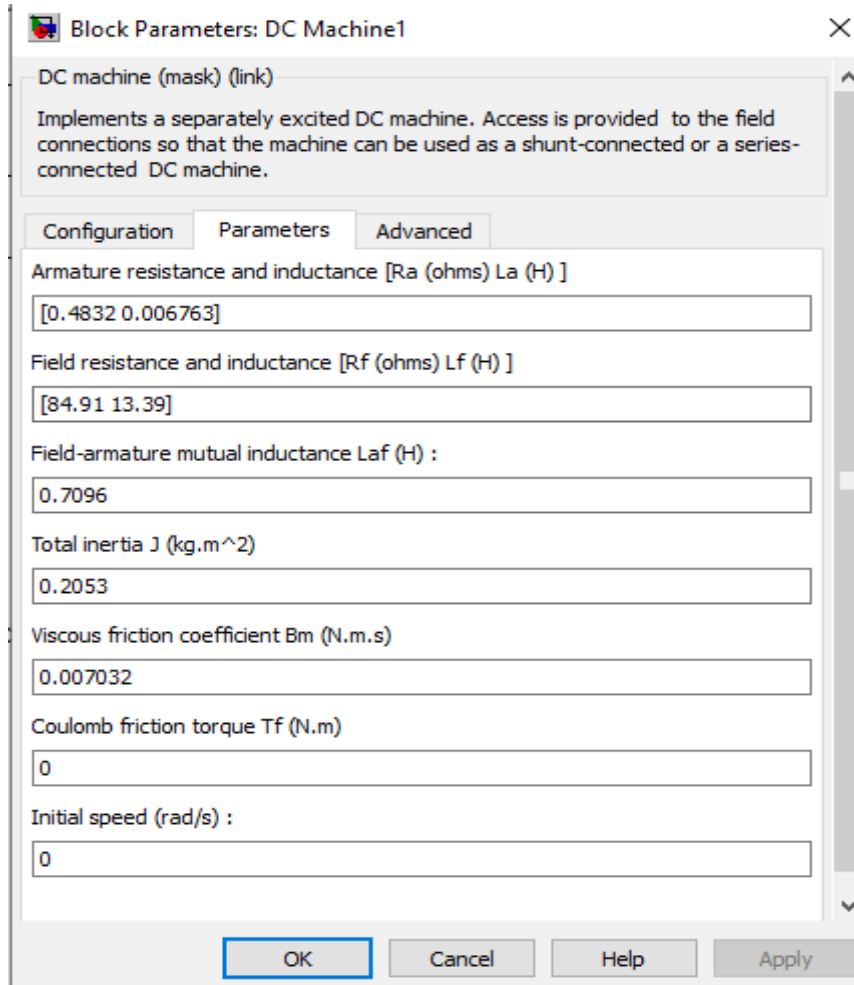 Block Parameters: DC Machine1
DC machine (mask) (link)
Implements a separately excited DC machine. Access is provided to the field
connections so that the machine can be used as a shunt-connected or a series-
connected DC machine.
Configuration Parameters Advanced
Armature resistance and inductance [Ra (ohms) La (H) ]
[0.4832 0.006763]
Field resistance and inductance [Rf (ohms) Lf (H) ]
[84.91 13.39]
Field-armature mutual inductance Laf (H) :
0.7096
Total inertia J (kg.m^2)
0.2053
Viscous friction coefficient Bm (N.m.s)
0.007032
Coulomb friction torque Tf (N.m)
0
Initial speed (rad/s) :
0
OK Cancel Help Apply